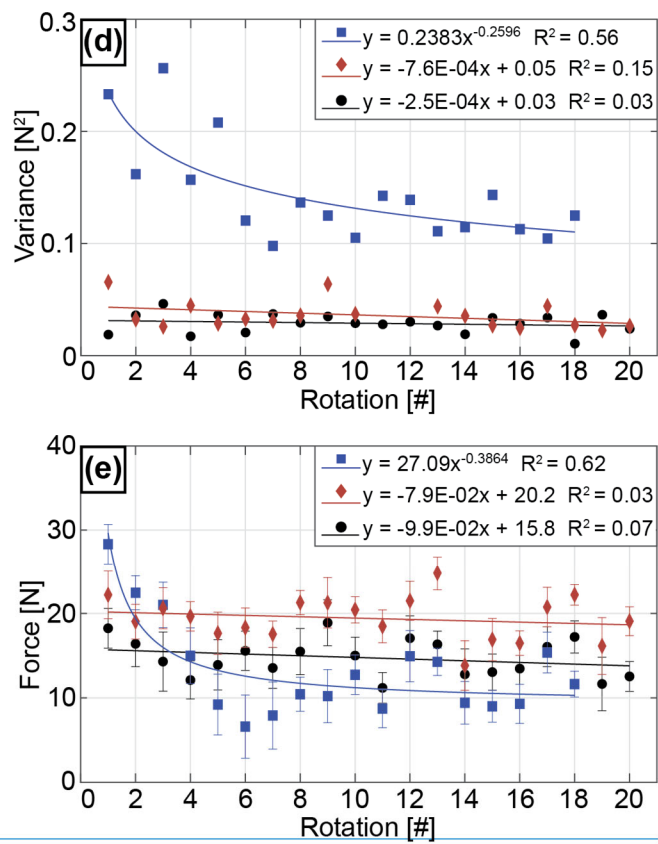 (d)
0.3
0.2
0.1
0
Variance [N²]
y = 0.2383x^-0.2596 R² = 0.56
y = -7.6E-04x + 0.05 R² = 0.15
y = -2.5E-04x + 0.03 R² = 0.03
0 2 4 6 8 10 12 14 16 18 20
Rotation [#]
(e)
40
30
20
10
0
Force [N]
y = 27.09x^-0.3864 R² = 0.62
y = -7.9E-02x + 20.2 R² = 0.03
y = -9.9E-02x + 15.8 R² = 0.07
0 2 4 6 8 10 12 14 16 18 20
Rotation [#]